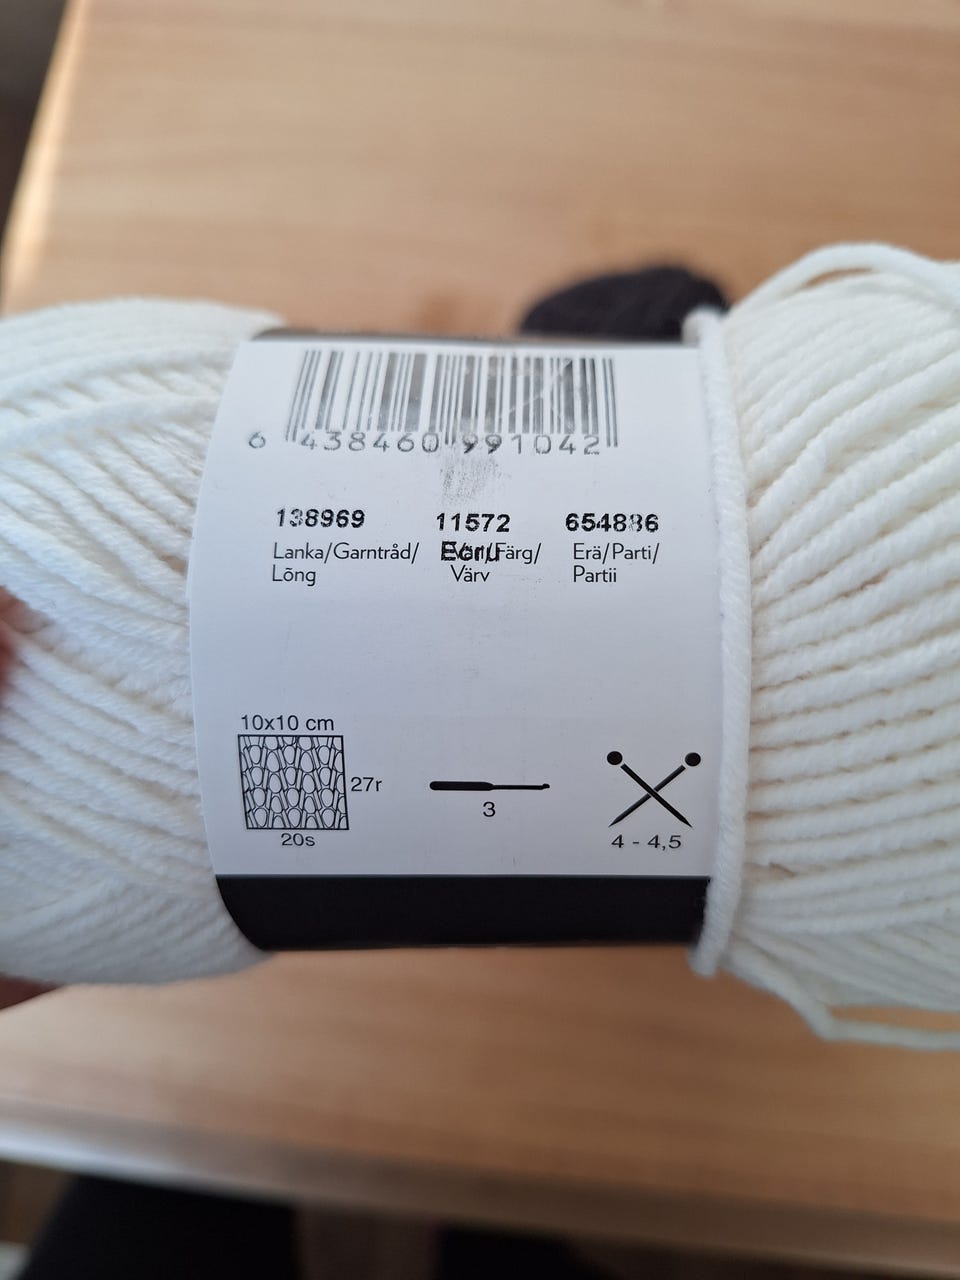 6 438460 991042
138969 11572 654886
Ecru
Lanka/Garntråd/ Färg/ Erä/Parti/
Lõng Värv Partii
10x10 cm
27r
20s
3
4 - 4,5